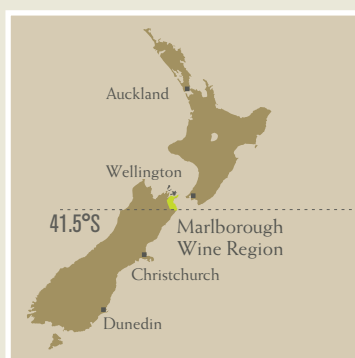 Auckland
Wellington
41.5°S
Marlborough
Wine Region
Christchurch
Dunedin